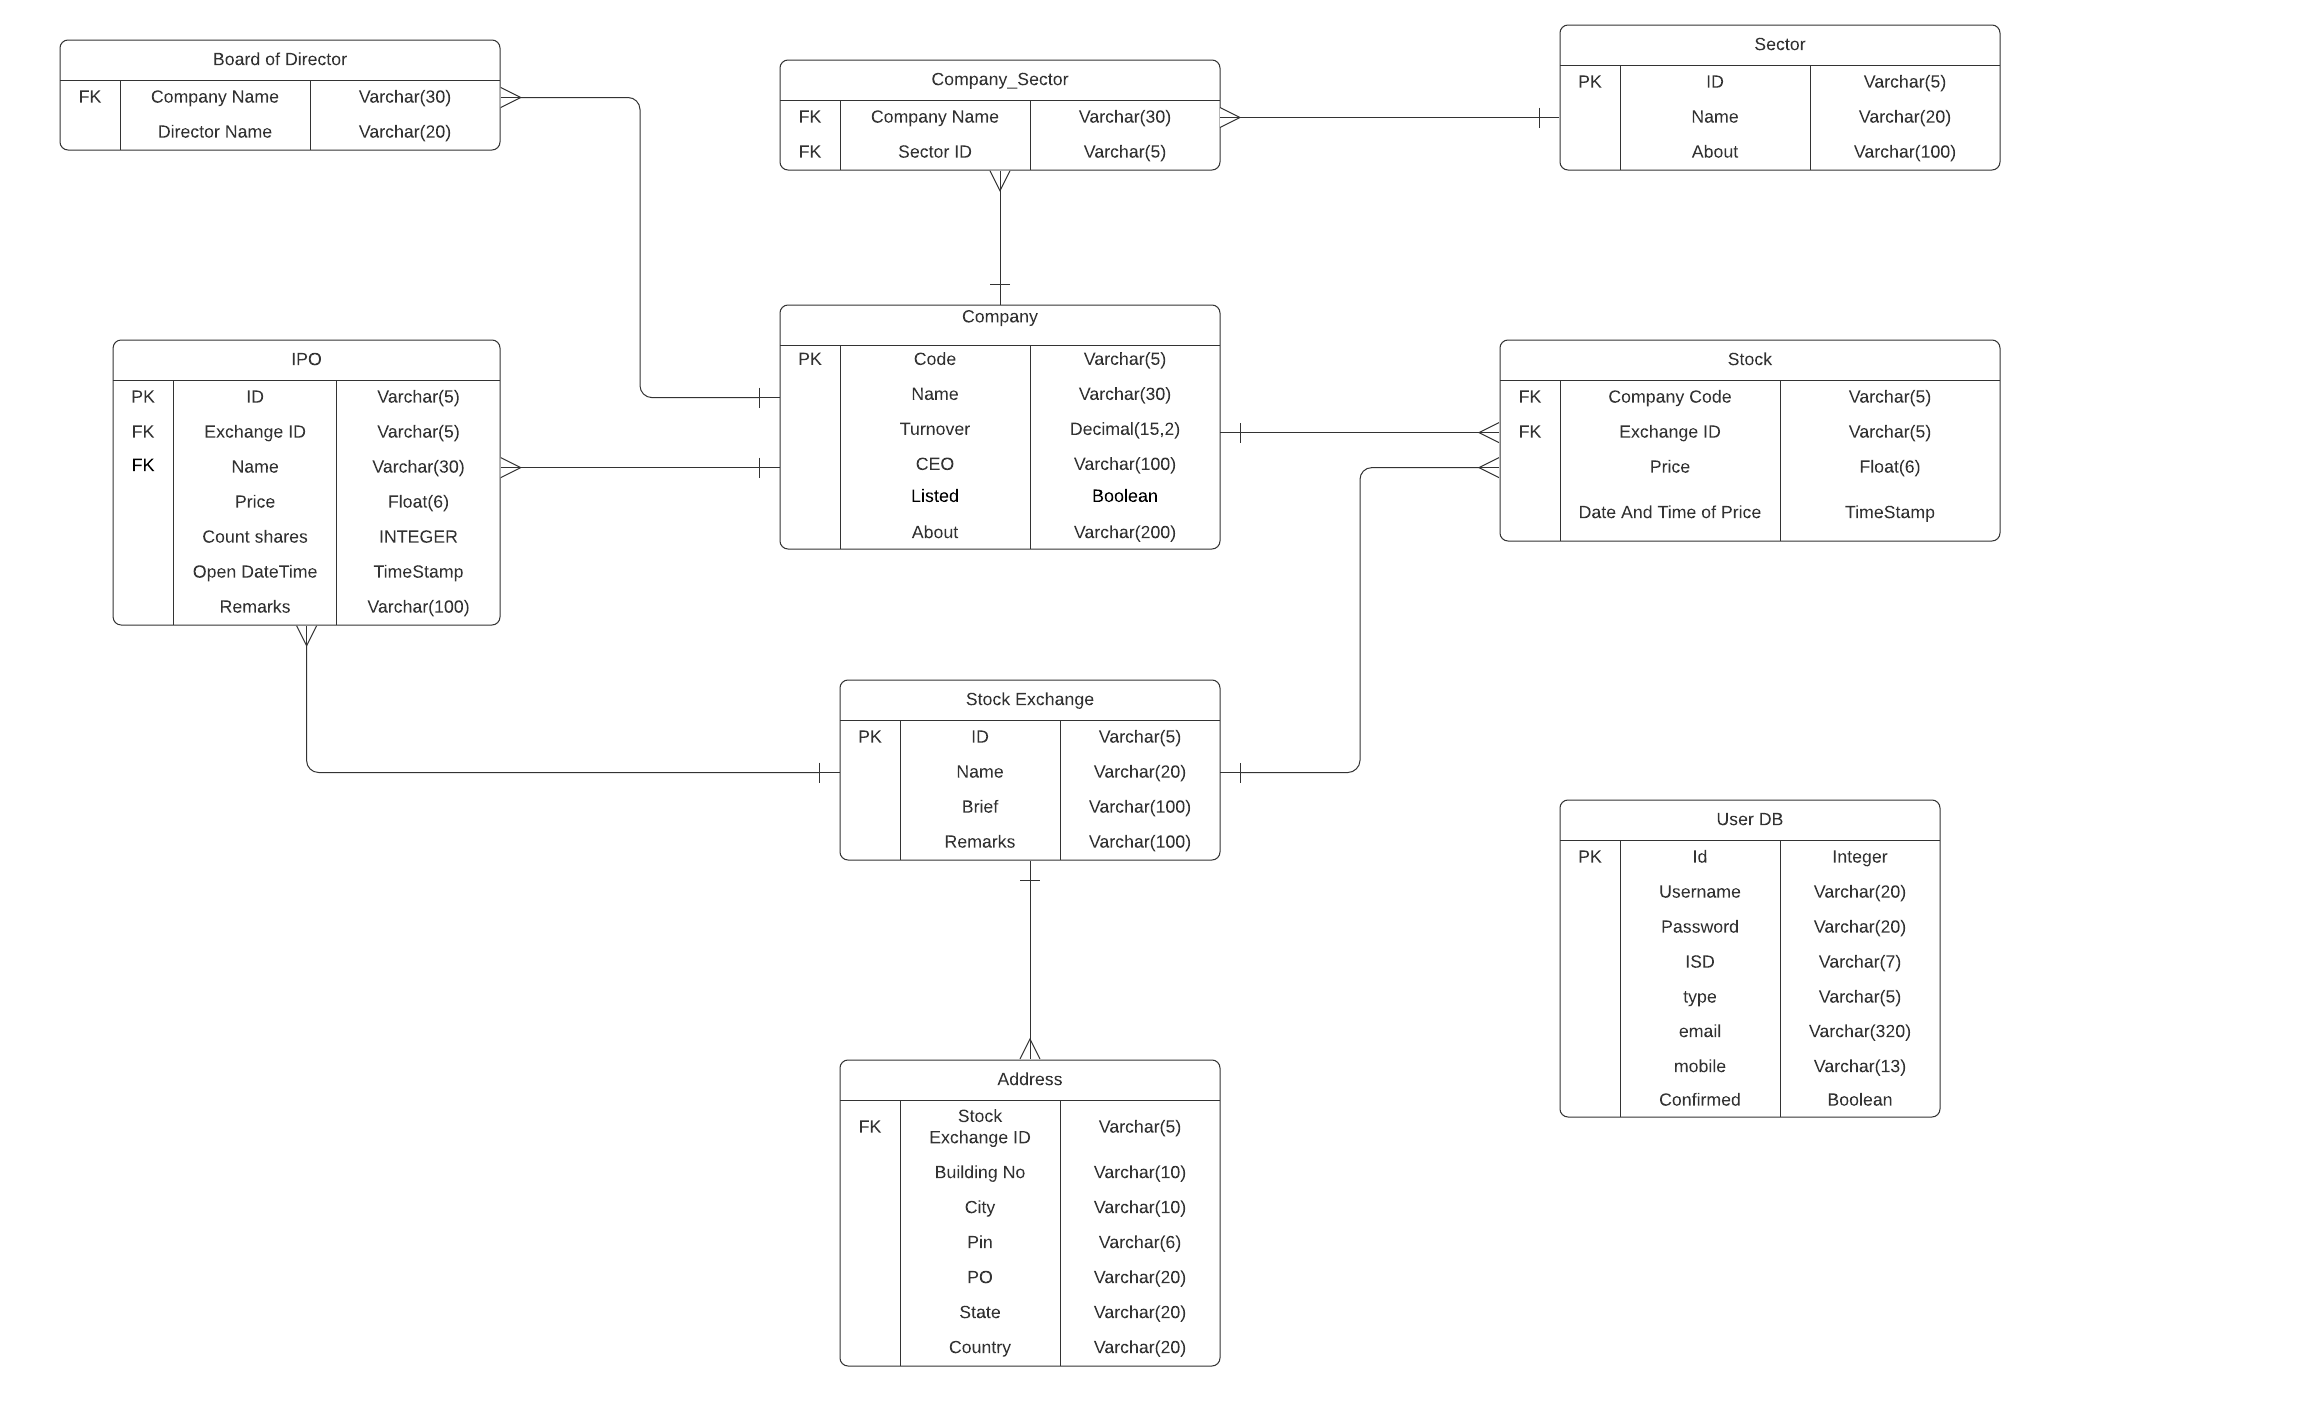 Board of Director
FK Company Name Varchar(30)
Director Name Varchar(20)
Company_Sector
FK Company Name Varchar(30)
FK Sector ID Varchar(5)
Sector
PK ID Varchar(5)
Name Varchar(20)
About Varchar(100)
IPO
PK ID Varchar(5)
FK Exchange ID Varchar(5)
FK Name Varchar(30)
Price Float(6)
Count shares INTEGER
Open DateTime TimeStamp
Remarks Varchar(100)
Company
PK Code Varchar(5)
Name Varchar(30)
Turnover Decimal(15,2)
CEO Varchar(100)
Listed Boolean
About Varchar(200)
Stock
FK Company Code Varchar(5)
FK Exchange ID Varchar(5)
Price Float(6)
Date And Time of Price TimeStamp
Stock Exchange
PK ID Varchar(5)
Name Varchar(20)
Brief Varchar(100)
Remarks Varchar(100)
User DB
PK Id Integer
Username Varchar(20)
Password Varchar(20)
ISD Varchar(7)
type Varchar(5)
email Varchar(320)
mobile Varchar(13)
Confirmed Boolean
Address
FK Stock
Exchange ID Varchar(5)
Building No Varchar(10)
City Varchar(10)
Pin Varchar(6)
PO Varchar(20)
State Varchar(20)
Country Varchar(20)